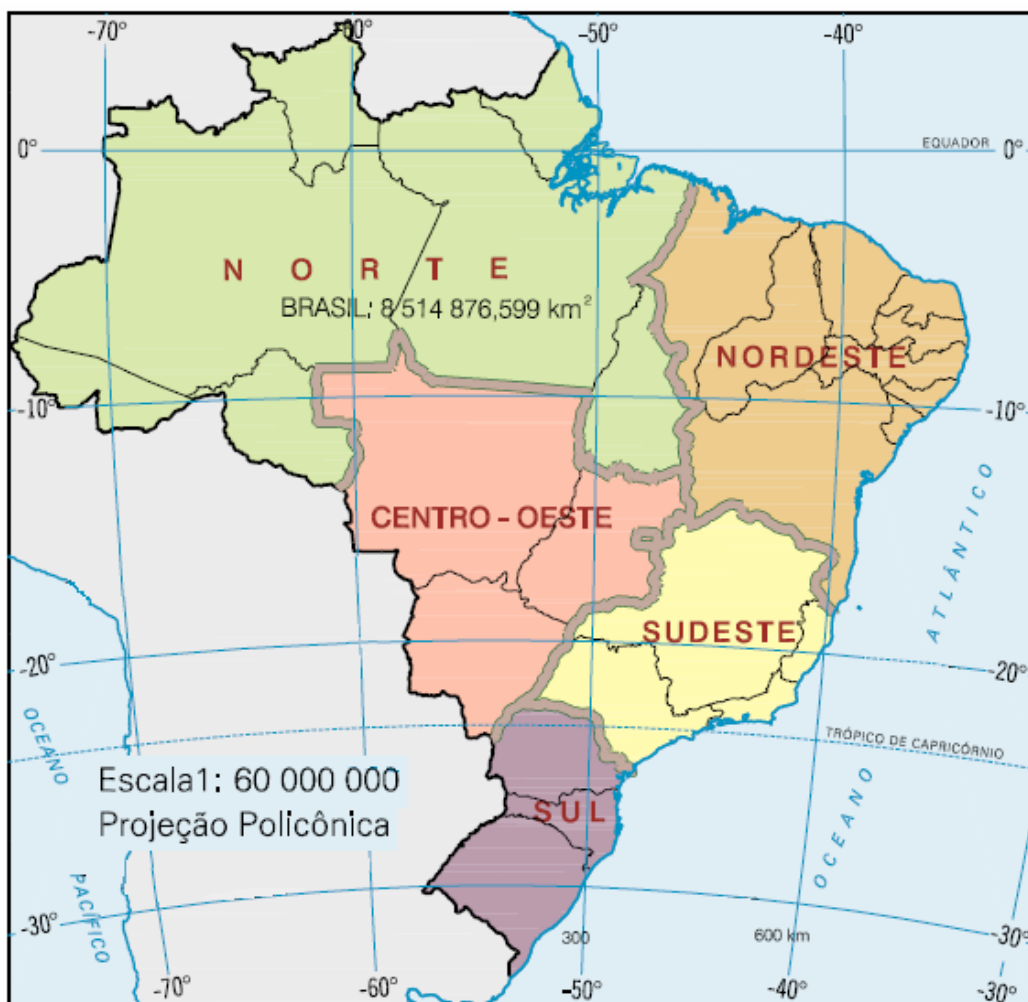 -70° -60° -50° -40°
EQUADOR
0° 0°
NORTE
BRASIL: 8 514 876,599 km²
NORDESTE
-10° -10°
CENTRO - OESTE
ATLÂNTICO
SUDESTE
-20° -20°
OCEANO
TRÓPICO DE CAPRICÓRNIO
Escala1: 60 000 000
Projeção Policônica
SUL
OCEANO
PACÍFICO
-30° -30°
300 600 km
-70° -60° -50° -40° -30°